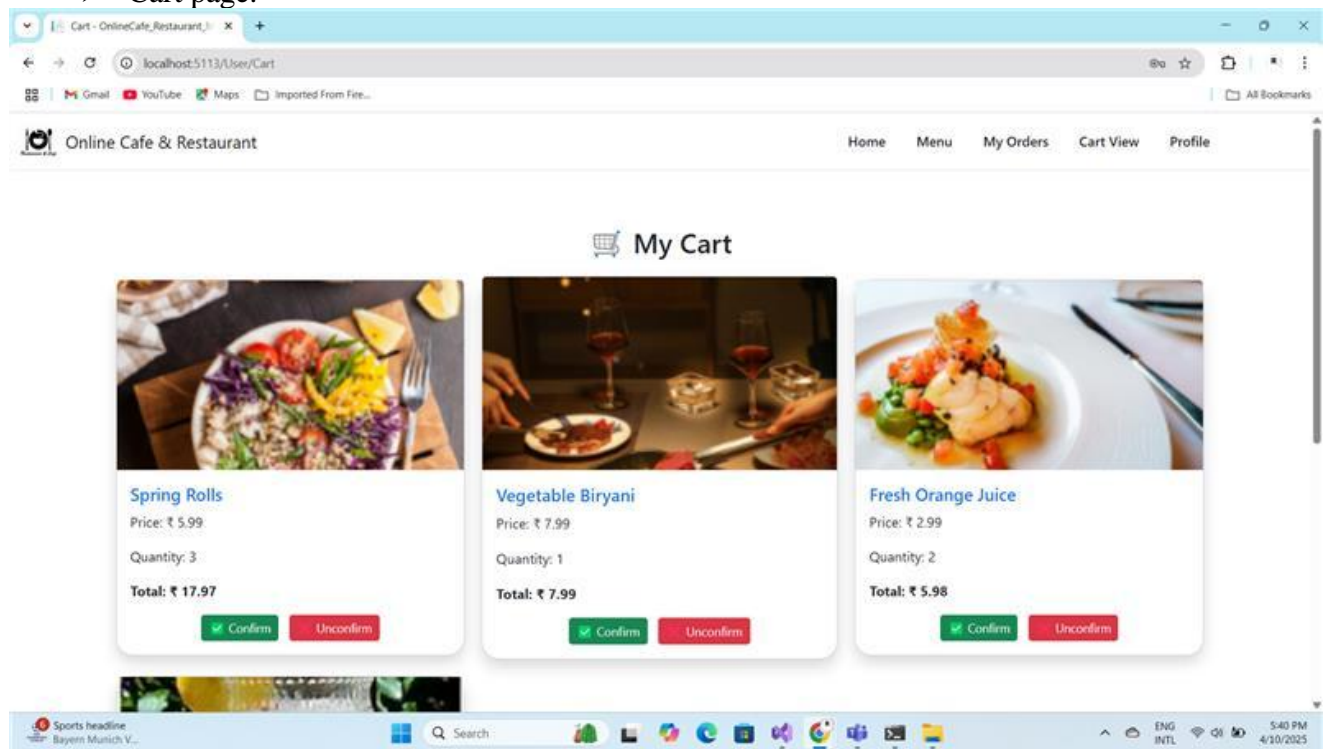 Cart page.
Cart - OnlineCafe_Restaurant_
localhost:5113/User/Cart
Gmail YouTube Maps Imported From Fire... All Bookmarks
Online Cafe & Restaurant Home Menu My Orders Cart View Profile
My Cart
Spring Rolls
Price: ₹ 5.99
Quantity: 3
Total: ₹ 17.97
Confirm Unconfirm
Vegetable Biryani
Price: ₹ 7.99
Quantity: 1
Total: ₹ 7.99
Confirm Unconfirm
Fresh Orange Juice
Price: ₹ 2.99
Quantity: 2
Total: ₹ 5.98
Confirm Unconfirm
Sports headline
Bayern Munich V...
Search
ENG
INTL
5:40 PM
4/10/2025